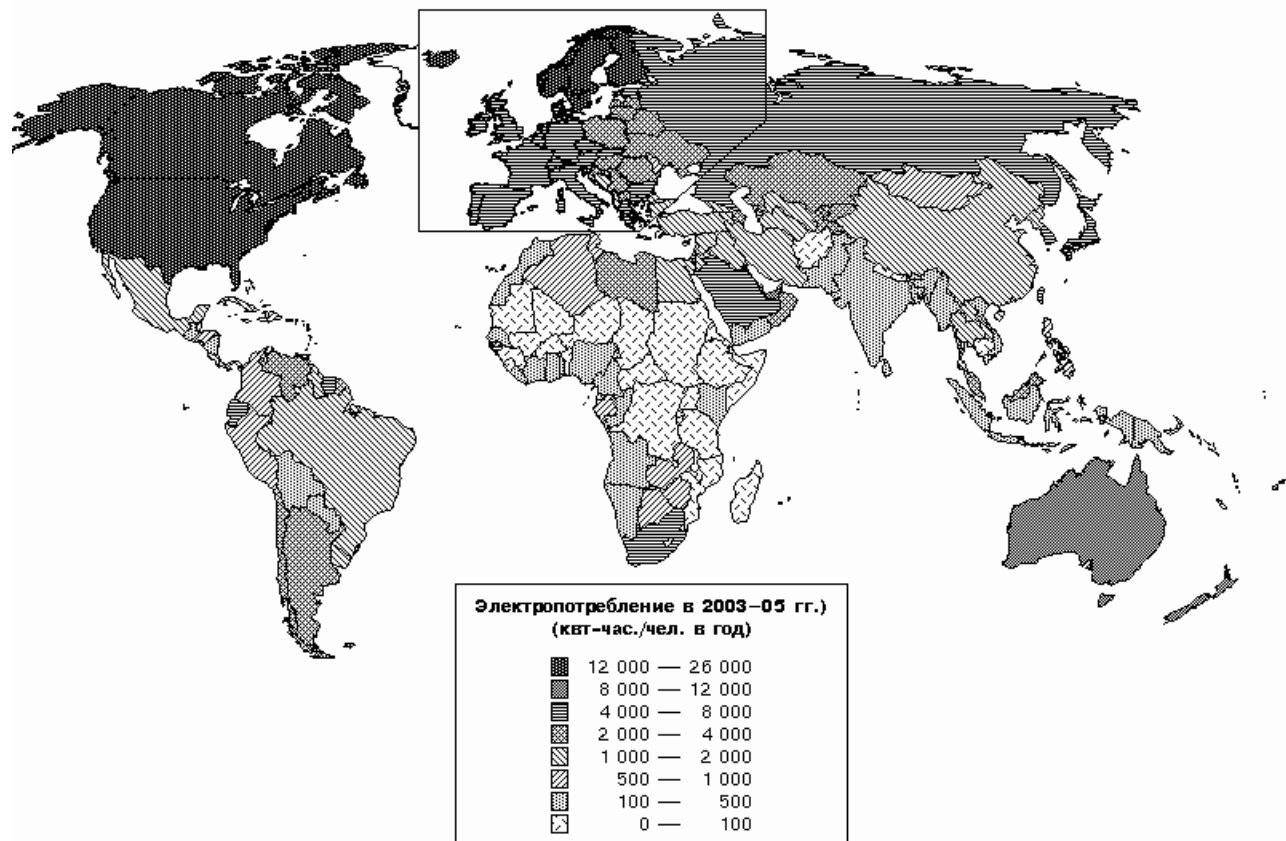 Электропотребление в 2003–05 гг.)
(квт-час./чел. в год)
12 000 — 26 000
8 000 — 12 000
4 000 — 8 000
2 000 — 4 000
1 000 — 2 000
500 — 1 000
100 — 500
0 — 100